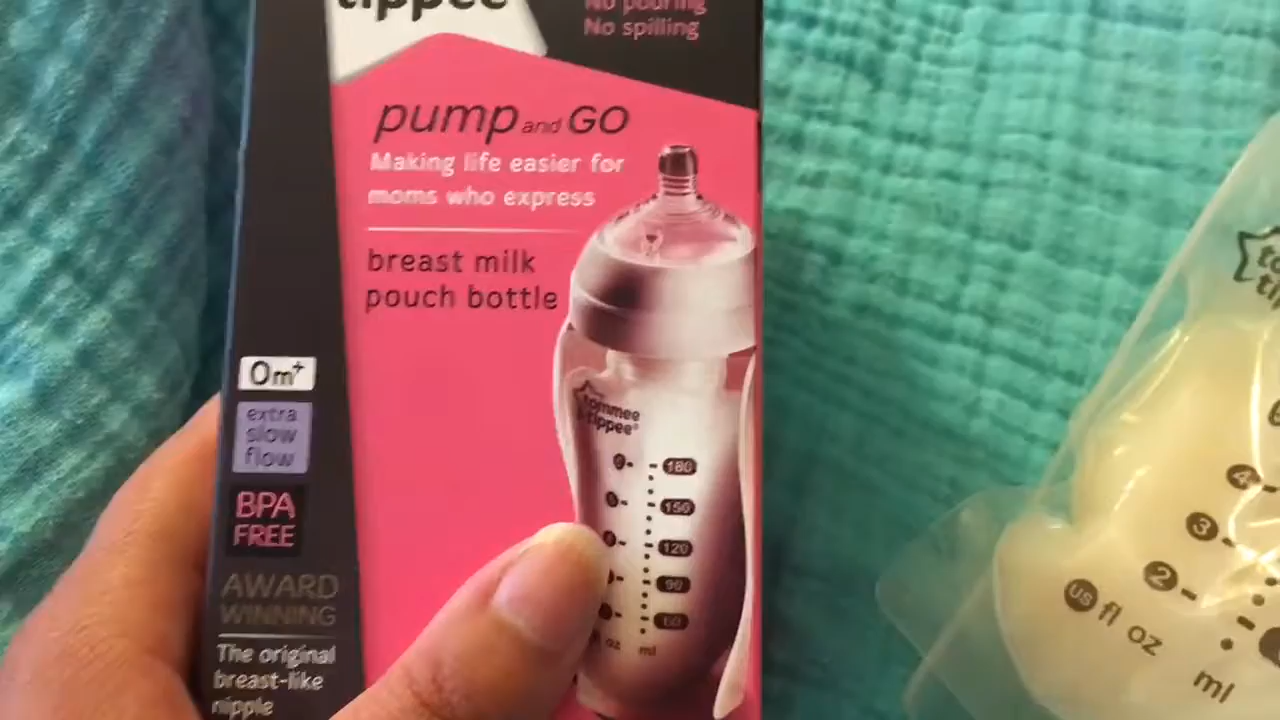 tippee
No pouring
No spilling
pump and GO
Making life easier for
moms who express
breast milk
pouch bottle
0m+
extra
slow
flow
BPA
FREE
AWARD
WINNING
The original
breast-like
nipple
tommee
tippee®
180
150
120
90
60
oz ml
4
3
2
US fl oz
ml